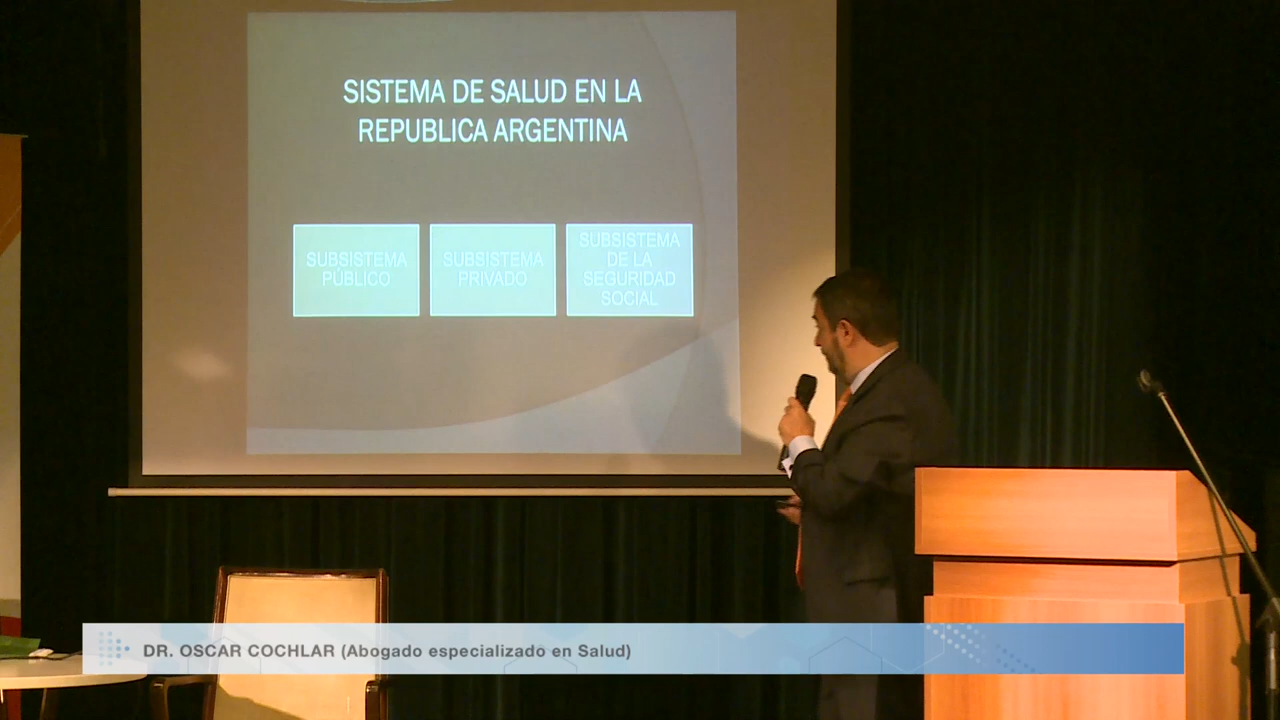 SISTEMA DE SALUD EN LA
REPUBLICA ARGENTINA
SUBSISTEMA
PÚBLICO
SUBSISTEMA
PRIVADO
SUBSISTEMA
DE LA
SEGURIDAD
SOCIAL
DR. OSCAR COCHLAR (Abogado especializado en Salud)